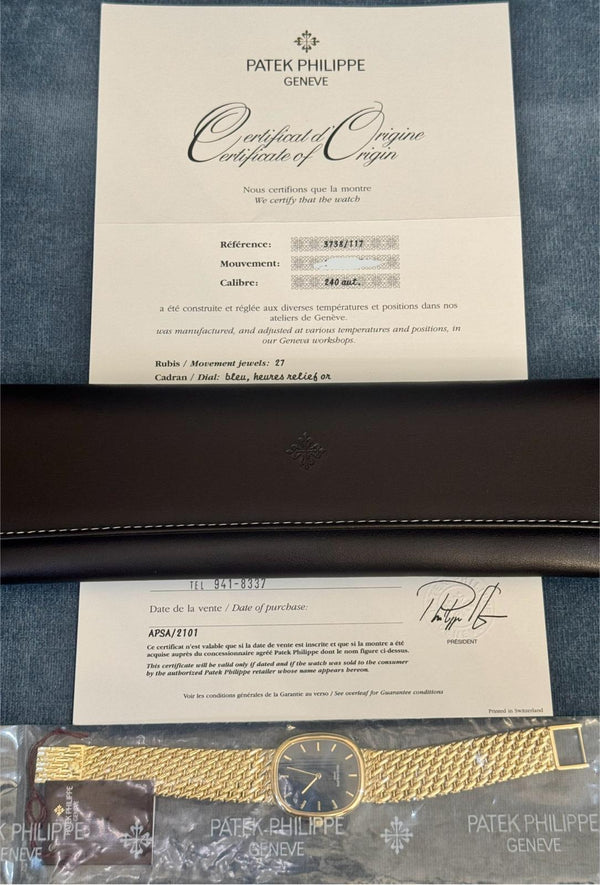 PATEK PHILIPPE
GENEVE
Certificat d'Origine
Certificate of Origin
Nous certifions que la montre
We certify that the watch
Référence: 3738/117
Mouvement:
Calibre: 240 aut.
a été construite et réglée aux diverses températures et positions dans nos
ateliers de Genève.
was manufactured, and adjusted at various temperatures and positions, in
our Geneva workshops.
Rubis / Movement jewels: 27
Cadran / Dial: bleu, heures relief or
TEL 941-8337
Date de la vente / Date of purchase:
APSA/2101
PRÉSIDENT
Ce certificat n'est valable que si la date de vente est inscrite et que si la montre a été
acquise auprès du concessionnaire agréé Patek Philippe dont le nom figure ci-dessus.
This certificate will be valid only if dated and if the watch was sold to the consumer
by the authorized Patek Philippe retailer whose name appears hereon.
Voir les conditions générales de la Garantie au verso / See overleaf for Guarantee conditions
Printed in Switzerland
PATEK PHILIPPE
GENEVE
K PHILIPPE
GENEVE
PATEK PHILIPPE
GENEVE
PATEK PHILIPPE
GENEVE